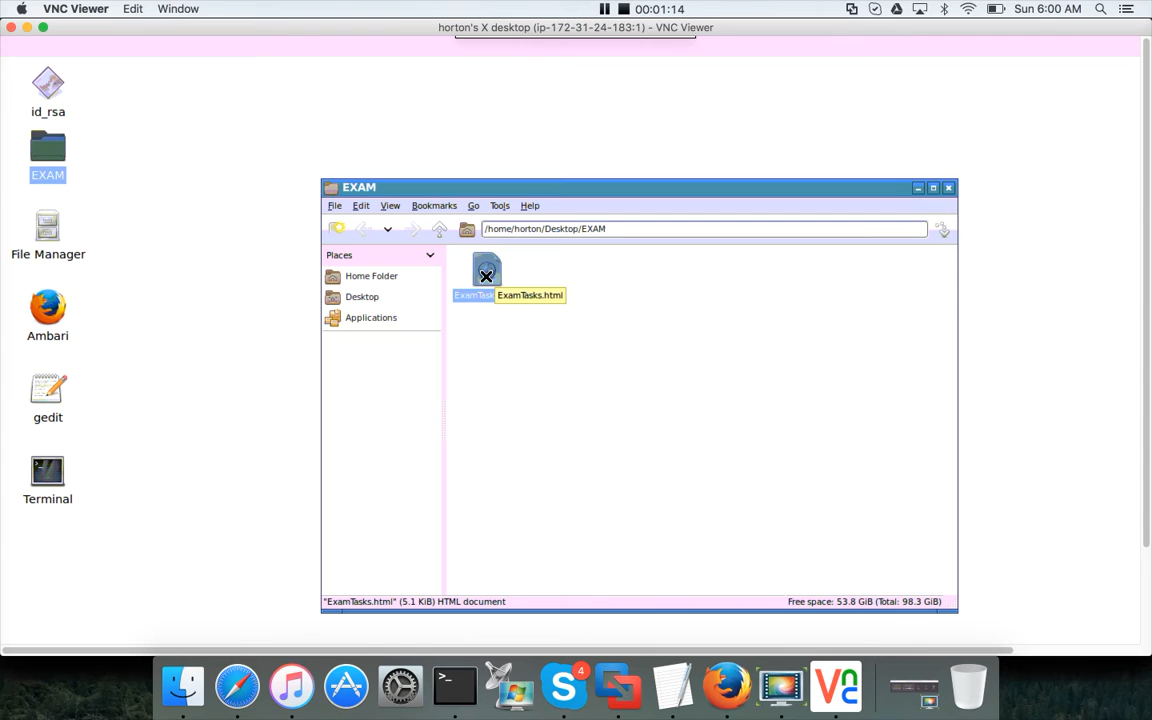 VNC Viewer Edit Window 00:01:14 Sun 6:00 AM
horton's X desktop (ip-172-31-24-183:1) - VNC Viewer
id_rsa
EXAM
File Manager
Ambari
gedit
Terminal
EXAM
File Edit View Bookmarks Go Tools Help
/home/horton/Desktop/EXAM
Places
Home Folder
Desktop
Applications
ExamTask
ExamTasks.html
"ExamTasks.html" (5.1 KiB) HTML document Free space: 53.8 GiB (Total: 98.3 GiB)
4